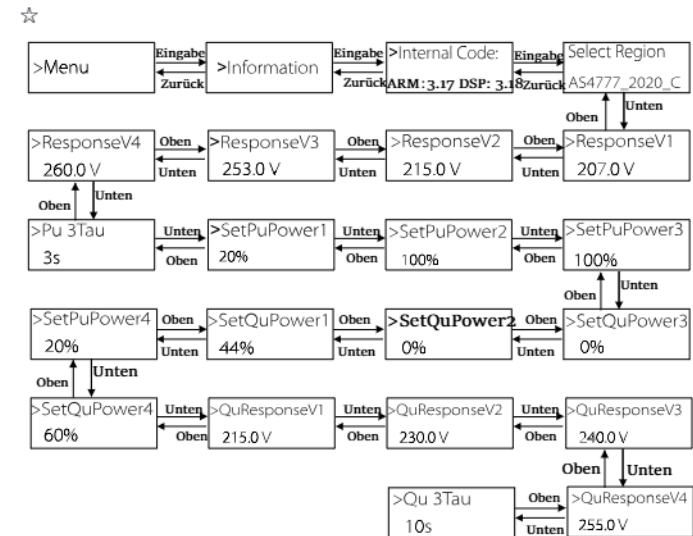 ☆
>Menu
Eingabe
Zurück
>Information
Eingabe
Zurück
>Internal Code:
ARM: 3.17 DSP: 3.18
Eingabe
Zurück
Select Region
AS4777_2020_C
Oben
Unten
>ResponseV4
260.0 V
Oben
Unten
>ResponseV3
253.0 V
Oben
Unten
>ResponseV2
215.0 V
Oben
Unten
>ResponseV1
207.0 V
Oben
Unten
>Pu 3Tau
3s
Unten
Oben
>SetPuPower1
20%
Unten
Oben
>SetPuPower2
100%
Unten
Oben
>SetPuPower3
100%
Oben
Unten
>SetPuPower4
20%
Oben
Unten
>SetQuPower1
44%
Oben
Unten
>SetQuPower2
0%
Oben
Unten
>SetQuPower3
0%
Oben
Unten
>SetQuPower4
60%
Unten
Oben
>QuResponseV1
215.0 V
Unten
Oben
>QuResponseV2
230.0 V
Unten
Oben
>QuResponseV3
240.0 V
Oben
Unten
>Qu 3Tau
10s
Oben
Unten
>QuResponseV4
255.0 V